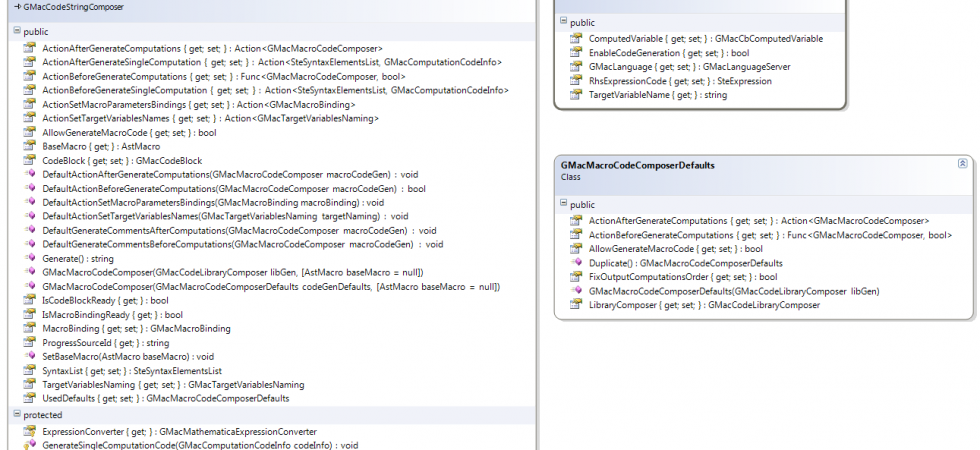 GMacCodeStringComposer
public
ActionAfterGenerateComputations { get; set; } : Action<GMacMacroCodeComposer>
ActionAfterGenerateSingleComputation { get; set; } : Action<SteSyntaxElementsList, GMacComputationCodeInfo>
ActionBeforeGenerateComputations { get; set; } : Func<GMacMacroCodeComposer, bool>
ActionBeforeGenerateSingleComputation { get; set; } : Action<SteSyntaxElementsList, GMacComputationCodeInfo>
ActionSetMacroParametersBindings { get; set; } : Action<GMacMacroBinding>
ActionSetTargetVariablesNames { get; set; } : Action<GMacTargetVariablesNaming>
AllowGenerateMacroCode { get; set; } : bool
BaseMacro { get; } : AstMacro
CodeBlock { get; set; } : GMacCodeBlock
DefaultActionAfterGenerateComputations(GMacMacroCodeComposer macroCodeGen) : void
DefaultActionBeforeGenerateComputations(GMacMacroCodeComposer macroCodeGen) : bool
DefaultActionSetMacroParametersBindings(GMacMacroBinding macroBinding) : void
DefaultActionSetTargetVariablesNames(GMacTargetVariablesNaming targetNaming) : void
DefaultGenerateCommentsAfterComputations(GMacMacroCodeComposer macroCodeGen) : void
DefaultGenerateCommentsBeforeComputations(GMacMacroCodeComposer macroCodeGen) : void
Generate() : string
GMacMacroCodeComposer(GMacCodeLibraryComposer libGen, [AstMacro baseMacro = null])
GMacMacroCodeComposer(GMacMacroCodeComposerDefaults codeGenDefaults, [AstMacro baseMacro = null])
IsCodeBlockReady { get; } : bool
IsMacroBindingReady { get; } : bool
MacroBinding { get; set; } : GMacMacroBinding
ProgressSourceId { get; } : string
SetBaseMacro(AstMacro baseMacro) : void
SyntaxList { get; set; } : SteSyntaxElementsList
TargetVariablesNaming { get; set; } : GMacTargetVariablesNaming
UsedDefaults { get; set; } : GMacMacroCodeComposerDefaults
protected
ExpressionConverter { get; } : GMacMathematicaExpressionConverter
GenerateSingleComputationCode(GMacComputationCodeInfo codeInfo) : void
public
ComputedVariable { get; set; } : GMacCbComputedVariable
EnableCodeGeneration { get; set; } : bool
GMacLanguage { get; set; } : GMacLanguageServer
RhsExpressionCode { get; set; } : SteExpression
TargetVariableName { get; } : string
GMacMacroCodeComposerDefaults
Class
public
ActionAfterGenerateComputations { get; set; } : Action<GMacMacroCodeComposer>
ActionBeforeGenerateComputations { get; set; } : Func<GMacMacroCodeComposer, bool>
AllowGenerateMacroCode { get; set; } : bool
Duplicate() : GMacMacroCodeComposerDefaults
FixOutputComputationsOrder { get; set; } : bool
GMacMacroCodeComposerDefaults(GMacCodeLibraryComposer libGen)
LibraryComposer { get; set; } : GMacCodeLibraryComposer